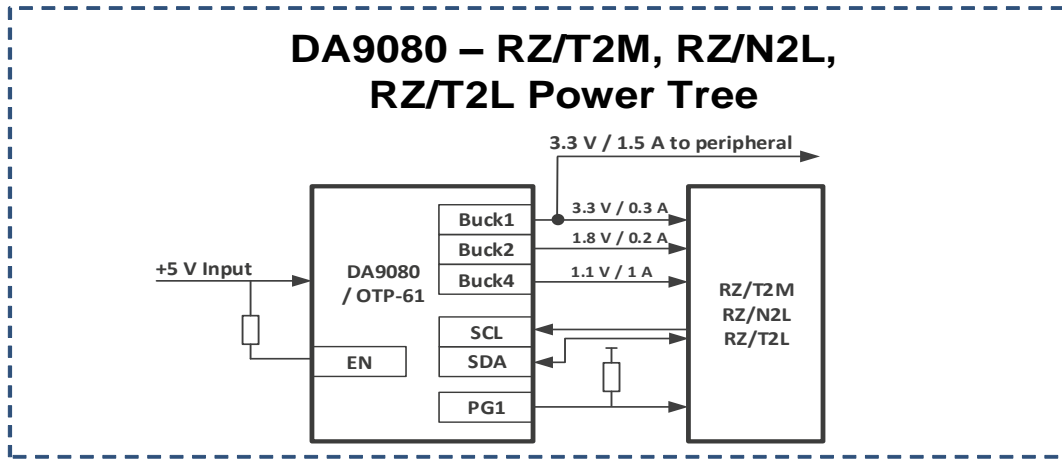 DA9080 – RZ/T2M, RZ/N2L,
RZ/T2L Power Tree
3.3 V / 1.5 A to peripheral
Buck1
3.3 V / 0.3 A
Buck2
1.8 V / 0.2 A
+5 V Input
DA9080
/ OTP-61
Buck4
1.1 V / 1 A
RZ/T2M
RZ/N2L
RZ/T2L
SCL
EN
SDA
PG1